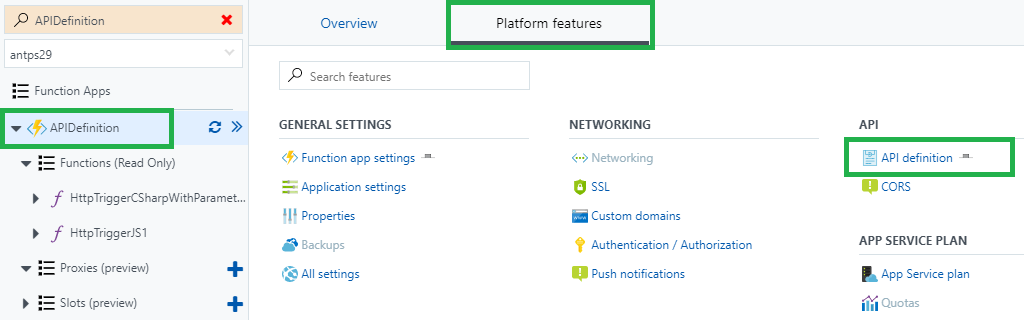 APIDefinition
antps29
Function Apps
APIDefinition
Functions (Read Only)
HttpTriggerCSharpWithParamet...
HttpTriggerJS1
Proxies (preview)
Slots (preview)
Overview
Platform features
Search features
GENERAL SETTINGS
Function app settings
Application settings
Properties
Backups
All settings
NETWORKING
Networking
SSL
Custom domains
Authentication / Authorization
Push notifications
API
API definition
CORS
APP SERVICE PLAN
App Service plan
Quotas